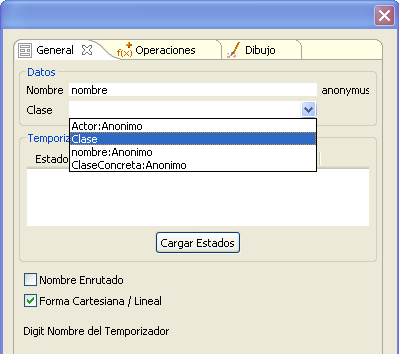 General
f(x) Operaciones
Dibujo
Datos
Nombre nombre anonymus
Clase
Actor:Anonimo
Clase
nombre:Anonimo
ClaseConcreta:Anonimo
Temporiz
Estado
Cargar Estados
Nombre Enrutado
Forma Cartesiana / Lineal
Digit Nombre del Temporizador